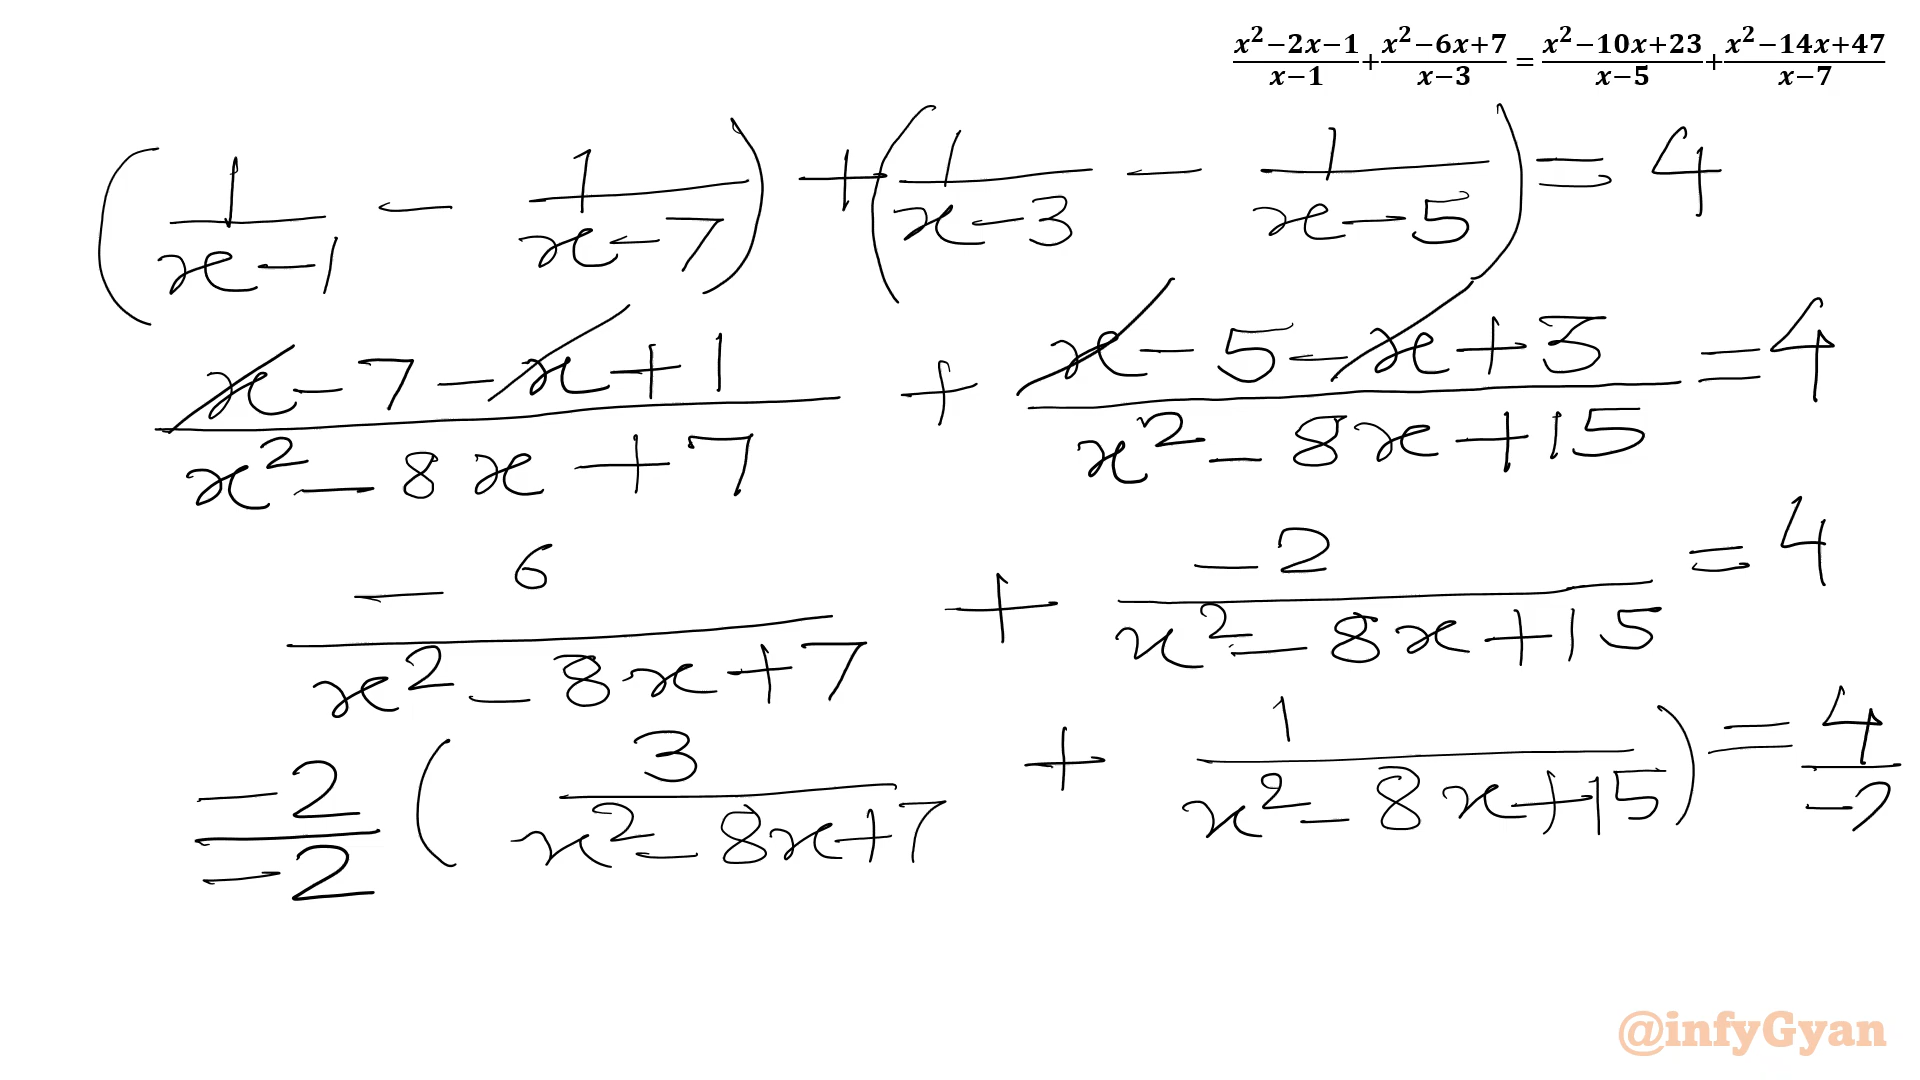 (x²−2x−1)/(x−1) + (x²−6x+7)/(x−3) = (x²−10x+23)/(x−5) + (x²−14x+47)/(x−7)
(1/(x−1) − 1/(x−7)) + (1/(x−3) − 1/(x−5)) = 4
(x−7−x+1)/(x²−8x+7) + (x−5−x+3)/(x²−8x+15) = 4
−6/(x²−8x+7) + −2/(x²−8x+15) = 4
−2/−2 (3/(x²−8x+7) + 1/(x²−8x+15)) = 4/−2
@infyGyan